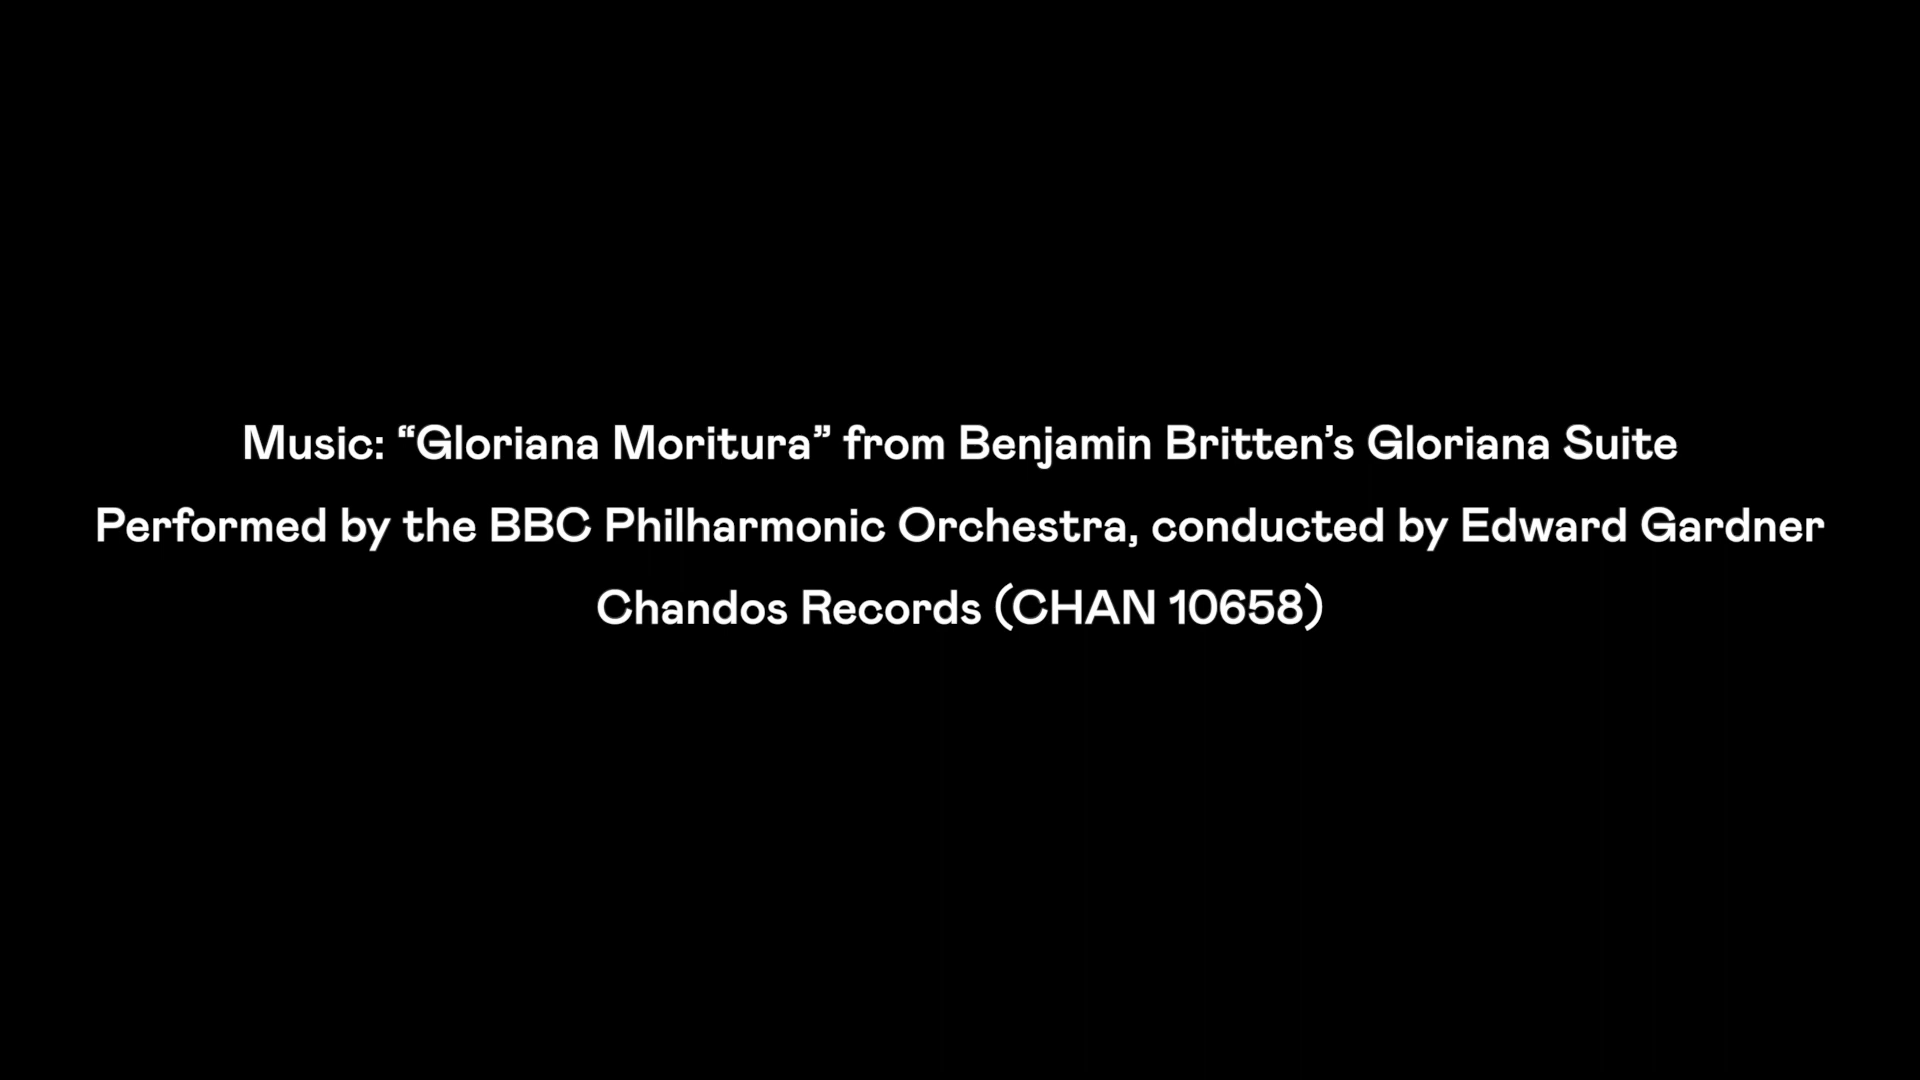 Music: “Gloriana Moritura” from Benjamin Britten’s Gloriana Suite
Performed by the BBC Philharmonic Orchestra, conducted by Edward Gardner
Chandos Records (CHAN 10658)